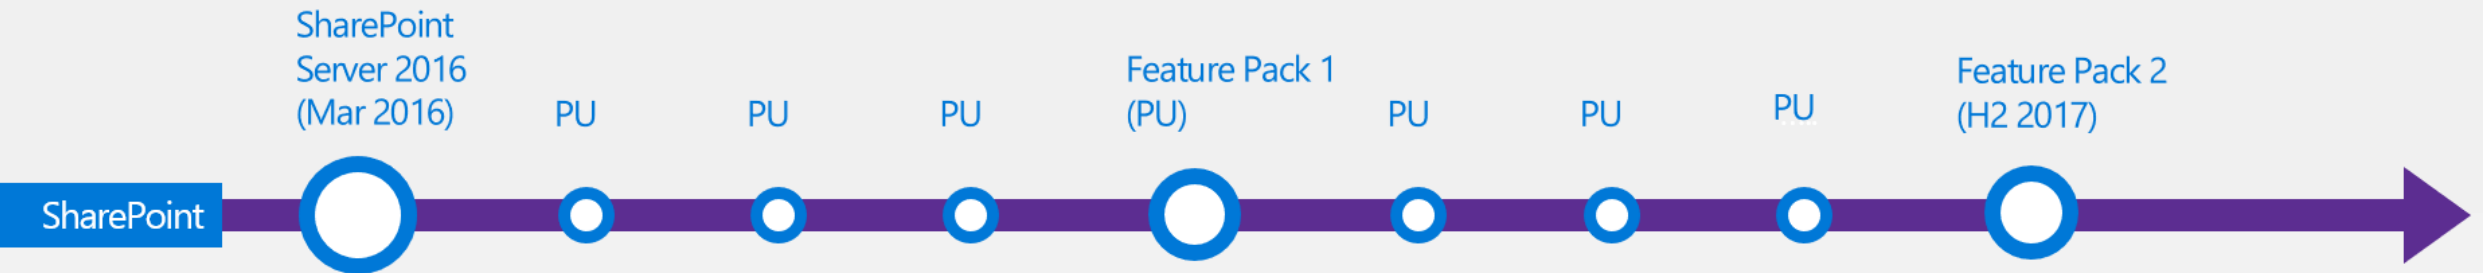 SharePoint
Server 2016
(Mar 2016)
PU
PU
PU
Feature Pack 1
(PU)
PU
PU
PU
Feature Pack 2
(H2 2017)
SharePoint